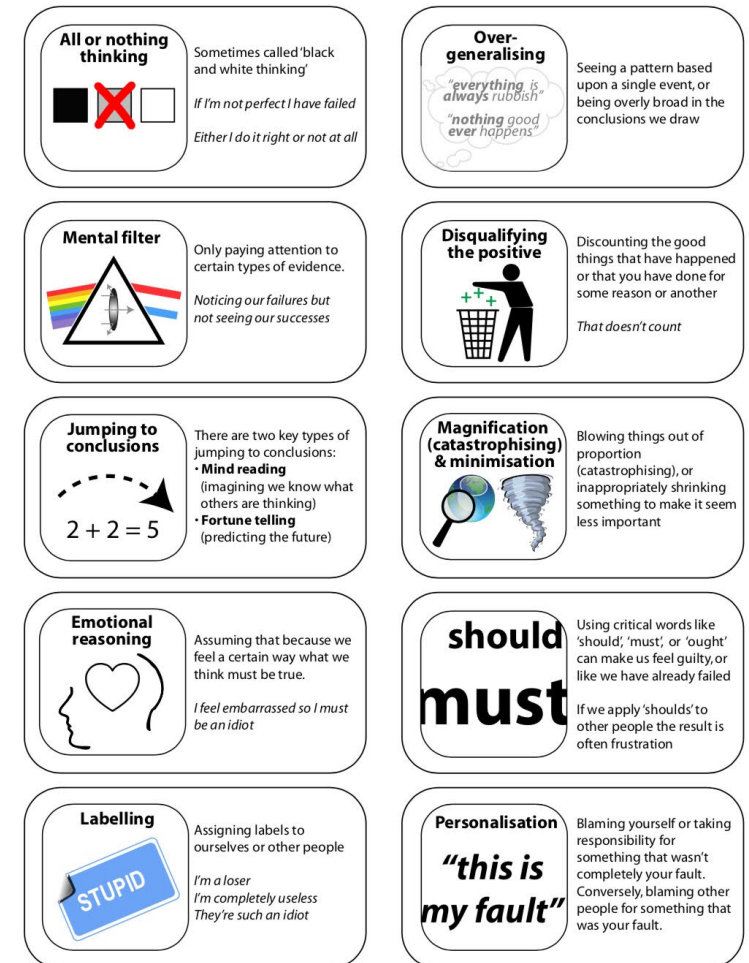 All or nothing
thinking
Sometimes called ‘black
and white thinking’
If I’m not perfect I have failed
Either I do it right or not at all
Over-
generalising
“everything is
always rubbish”
“nothing good
ever happens”
Seeing a pattern based
upon a single event, or
being overly broad in the
conclusions we draw
Mental filter
Only paying attention to
certain types of evidence.
Noticing our failures but
not seeing our successes
Disqualifying
the positive
+++
Discounting the good
things that have happened
or that you have done for
some reason or another
That doesn’t count
Jumping to
conclusions
2 + 2 = 5
There are two key types of
jumping to conclusions:
• Mind reading
(imagining we know what
others are thinking)
• Fortune telling
(predicting the future)
Magnification
(catastrophising)
& minimisation
Blowing things out of
proportion
(catastrophising), or
inappropriately shrinking
something to make it seem
less important
Emotional
reasoning
Assuming that because we
feel a certain way what we
think must be true.
I feel embarrassed so I must
be an idiot
should
must
Using critical words like
‘should’, ‘must’, or ‘ought’
can make us feel guilty, or
like we have already failed
If we apply ‘shoulds’ to
other people the result is
often frustration
Labelling
STUPID
Assigning labels to
ourselves or other people
I’m a loser
I’m completely useless
They’re such an idiot
Personalisation
“this is
my fault”
Blaming yourself or taking
responsibility for
something that wasn’t
completely your fault.
Conversely, blaming other
people for something that
was your fault.